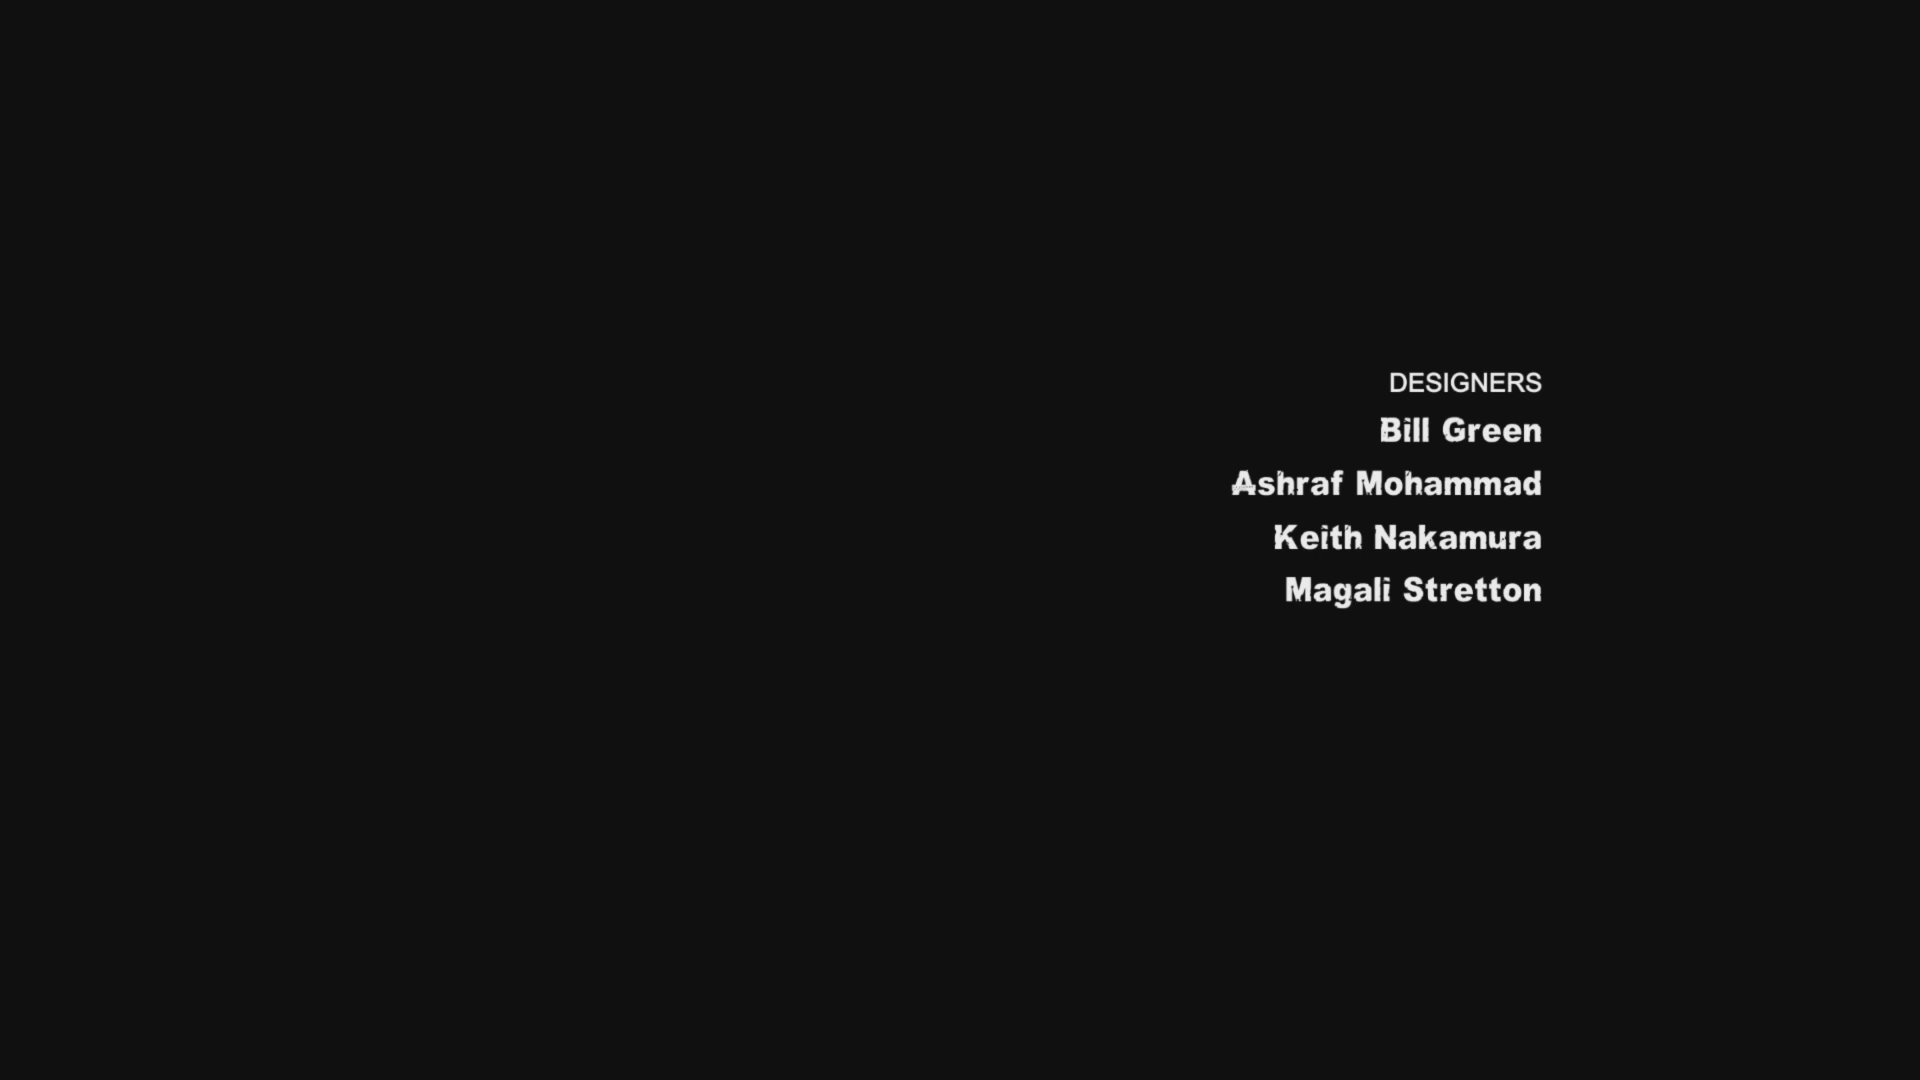 DESIGNERS
Bill Green
Ashraf Mohammad
Keith Nakamura
Magali Stretton